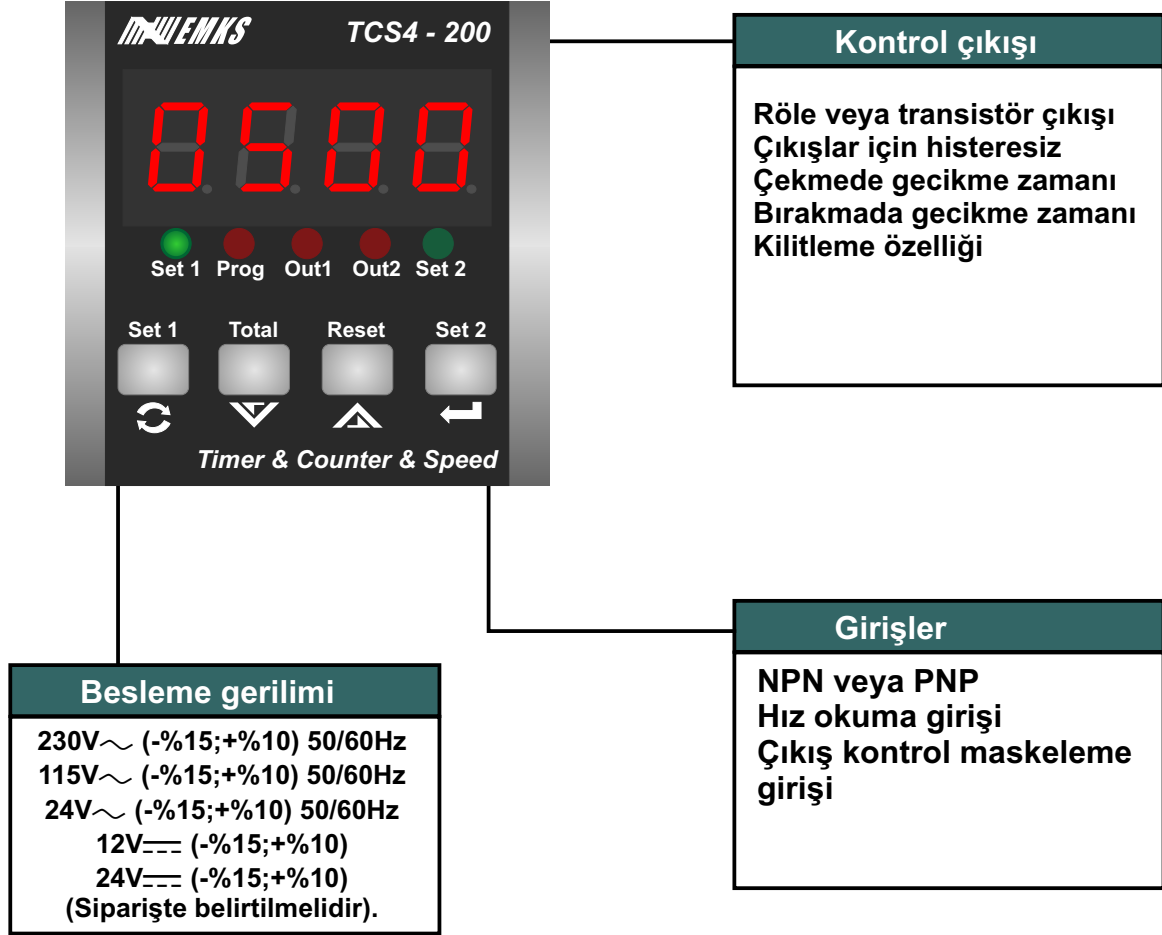 EMKS TCS4 - 200
0500
Set 1 Prog Out1 Out2 Set 2
Set 1 Total Reset Set 2
Timer & Counter & Speed
Kontrol çıkışı
Röle veya transistör çıkışı
Çıkışlar için histeresiz
Çekmede gecikme zamanı
Bırakmada gecikme zamanı
Kilitleme özelliği
Besleme gerilimi
230V～ (-%15;+%10) 50/60Hz
115V～ (-%15;+%10) 50/60Hz
24V～ (-%15;+%10) 50/60Hz
12V⎓ (-%15;+%10)
24V⎓ (-%15;+%10)
(Siparişte belirtilmelidir).
Girişler
NPN veya PNP
Hız okuma girişi
Çıkış kontrol maskeleme
girişi